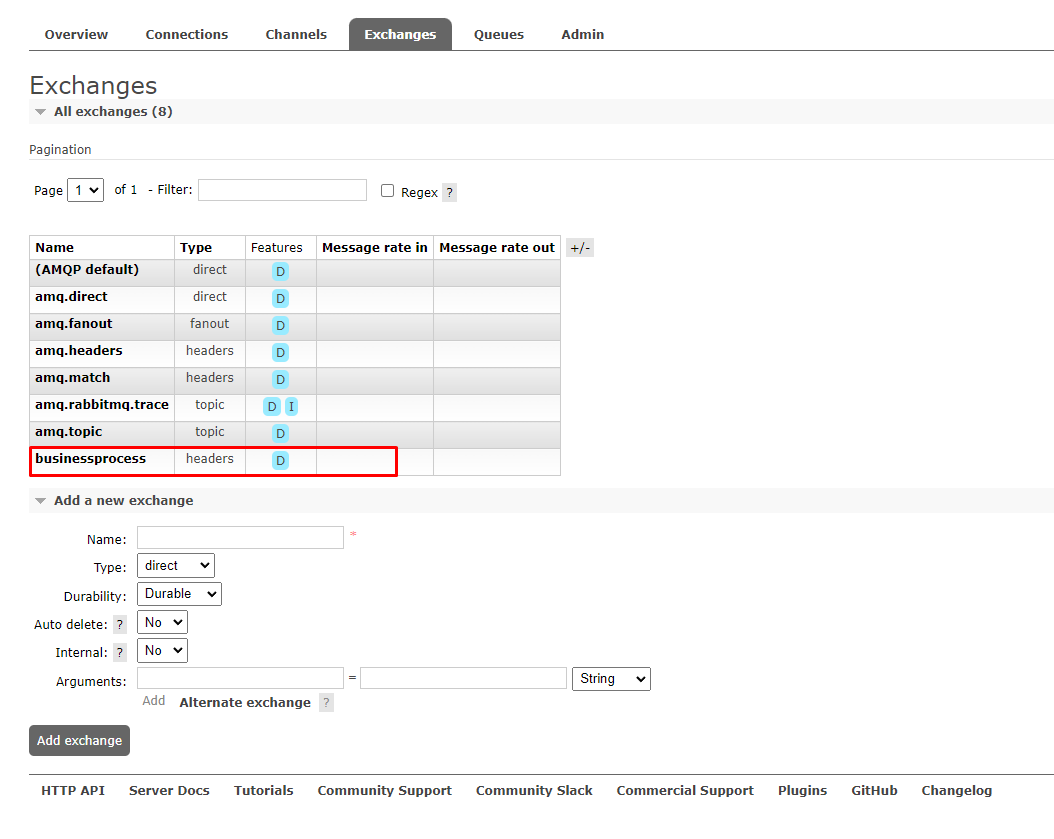 Overview Connections Channels Exchanges Queues Admin
Exchanges
All exchanges (8)
Pagination
Page 1 of 1 - Filter: Regex ?
Name Type Features Message rate in Message rate out +/-
(AMQP default) direct D
amq.direct direct D
amq.fanout fanout D
amq.headers headers D
amq.match headers D
amq.rabbitmq.trace topic D I
amq.topic topic D
businessprocess headers D
Add a new exchange
Name: *
Type: direct
Durability: Durable
Auto delete: ? No
Internal: ? No
Arguments: = String
Add Alternate exchange ?
Add exchange
HTTP API Server Docs Tutorials Community Support Community Slack Commercial Support Plugins GitHub Changelog